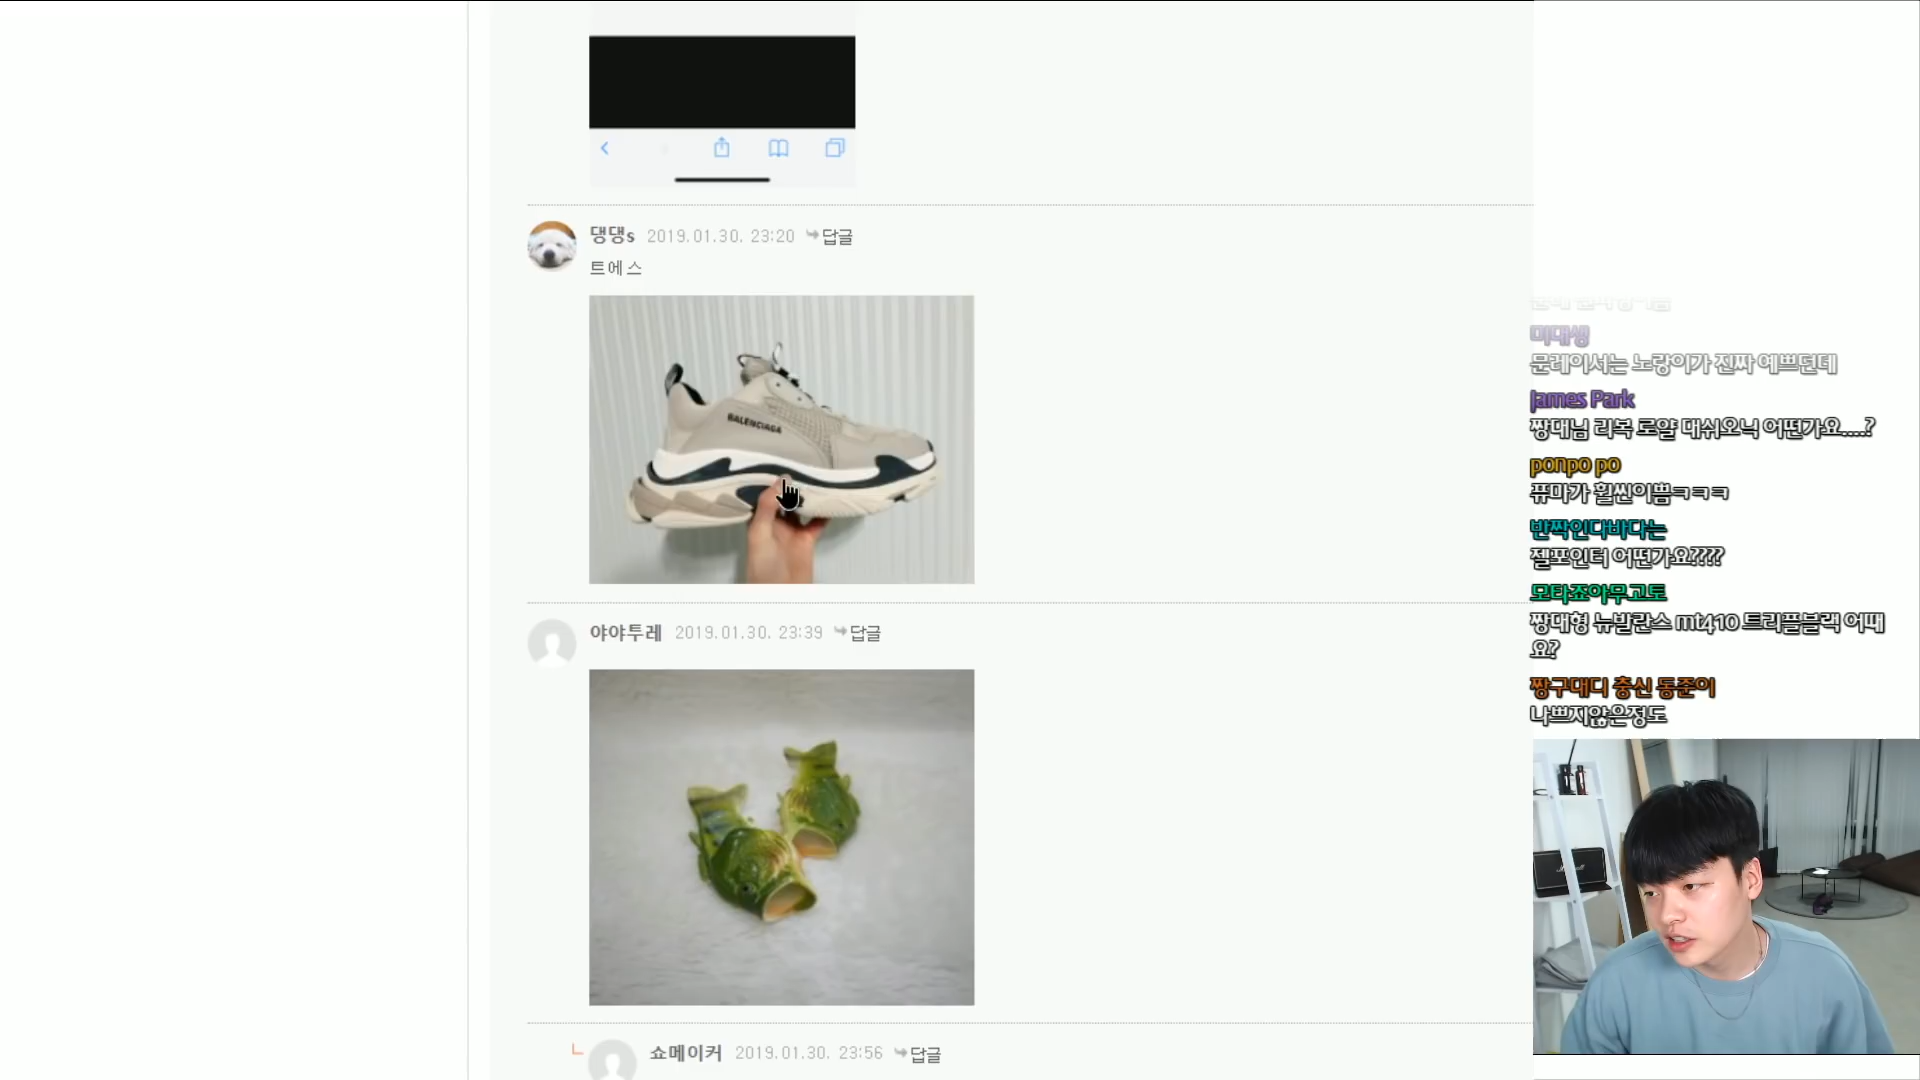 댕댕s 2019.01.30. 23:20 답글
트에스
BALENCIAGA
야야투레 2019.01.30. 23:39 답글
쇼메이커 2019.01.30. 23:56 답글
미대생
문레이서는 노랑이가 진짜 예쁘던데
James Park
짱대님 리복 로얄 대쉬오닉 어떤가요....?
ponpo po
퓨마가 훨씬이쁨ㅋㅋㅋ
반짝인다바다는
젤포인터 어떤가요????
모타죠아무고토
짱대형 뉴발란스 mt410 트리플블랙 어때
요?
짱구대디 충신 동준이
나쁘지않은정도